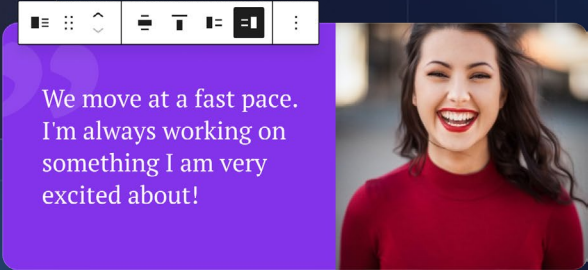 We move at a fast pace.
I'm always working on
something I am very
excited about!